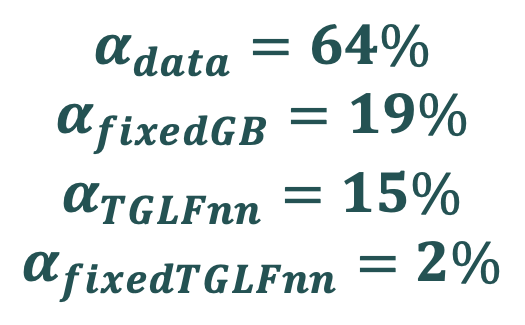 α_data = 64%
α_fixedGB = 19%
α_TGLFnn = 15%
α_fixedTGLFnn = 2%